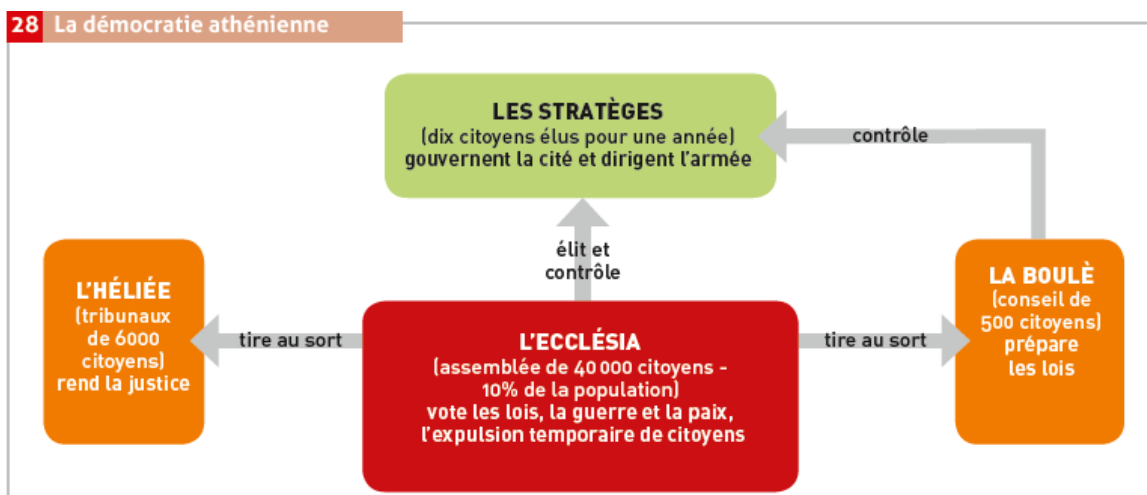 28 La démocratie athénienne
LES STRATÈGES
(dix citoyens élus pour une année)
gouvernent la cité et dirigent l'armée
contrôle
élit et
contrôle
L'HÉLIÉE
(tribunaux
de 6000
citoyens)
rend la justice
tire au sort
L'ECCLÉSIA
(assemblée de 40 000 citoyens -
10% de la population)
vote les lois, la guerre et la paix,
l'expulsion temporaire de citoyens
tire au sort
LA BOULÈ
(conseil de
500 citoyens)
prépare
les lois